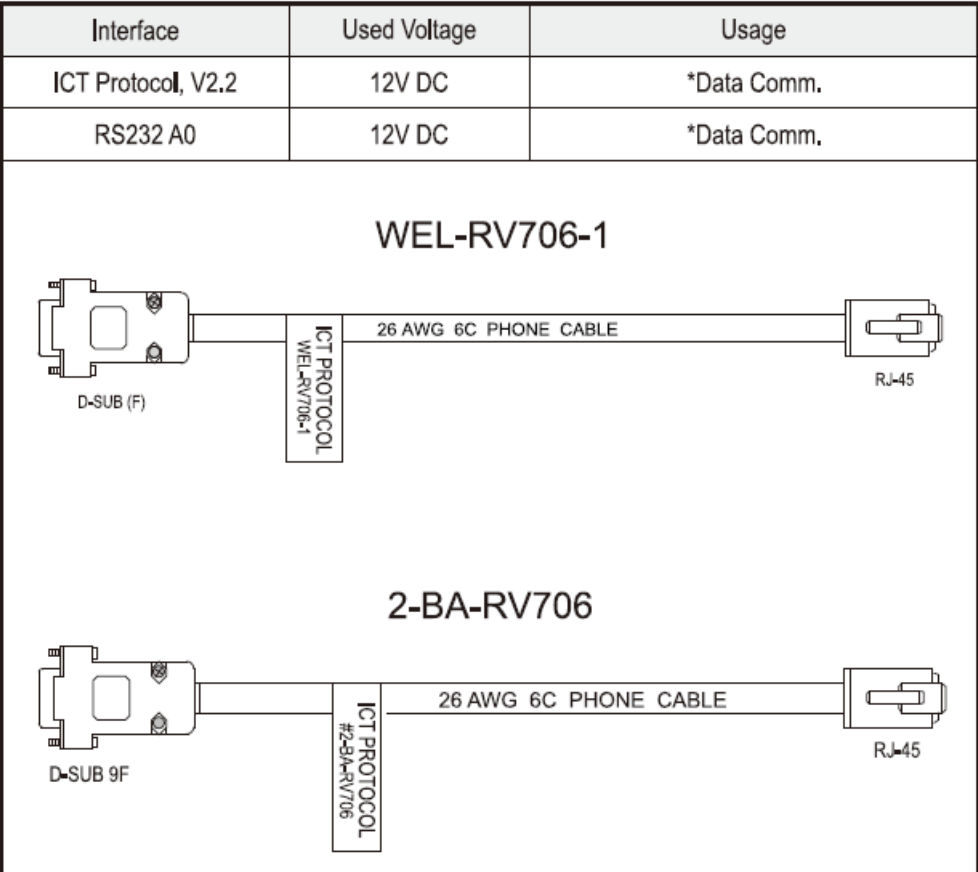 Interface Used Voltage Usage
ICT Protocol, V2.2 12V DC *Data Comm.
RS232 A0 12V DC *Data Comm.
WEL-RV706-1
26 AWG 6C PHONE CABLE
ICT PROTOCOL
WEL-RV706-1
D-SUB (F)
RJ-45
2-BA-RV706
26 AWG 6C PHONE CABLE
ICT PROTOCOL
#2-BA-RV706
D-SUB 9F
RJ-45